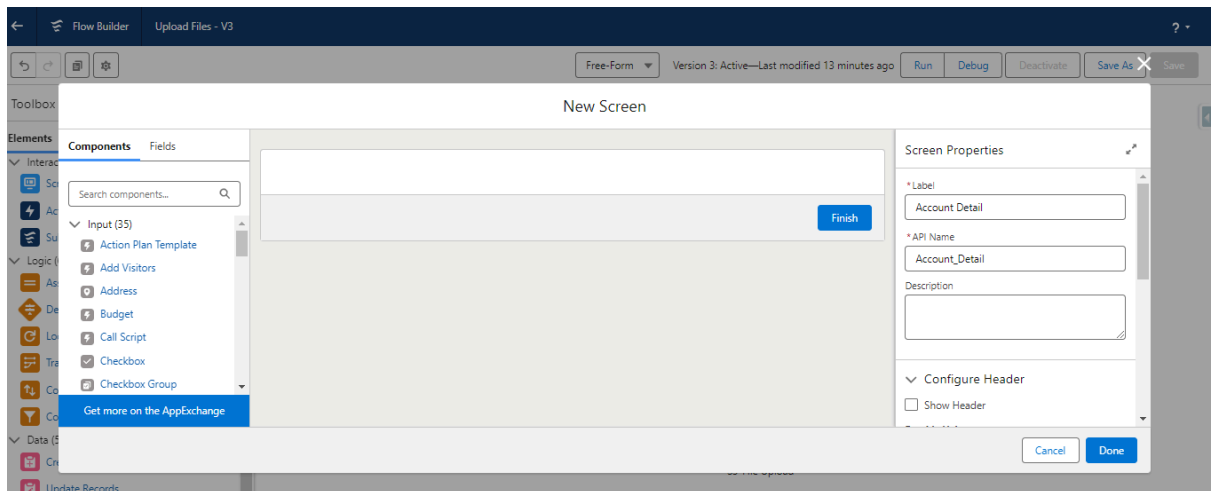 Flow Builder Upload Files - V3 ?
Free-Form Version 3: Active—Last modified 13 minutes ago Run Debug Deactivate Save As Save
Toolbox
New Screen
Elements
Components Fields
Screen Properties
Search components...
* Label
Account Detail
Input (35)
Finish
* API Name
Action Plan Template
Account_Detail
Add Visitors
Address
Description
Budget
Call Script
Checkbox
Configure Header
Checkbox Group
Show Header
Get more on the AppExchange
Cancel Done
Update Records